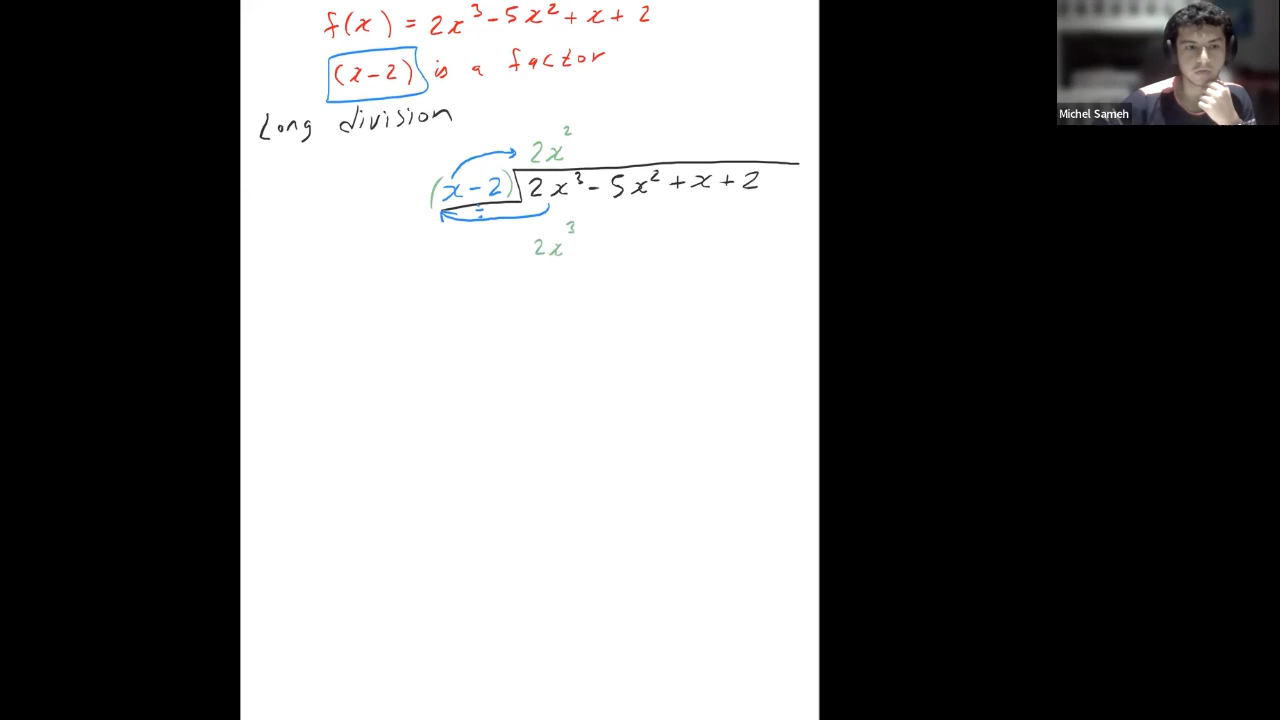 f(x) = 2x³ - 5x² + x + 2
(x-2) is a factor
Long division
2x²
(x-2) 2x³ - 5x² + x + 2
÷
2x³
Michel Sameh